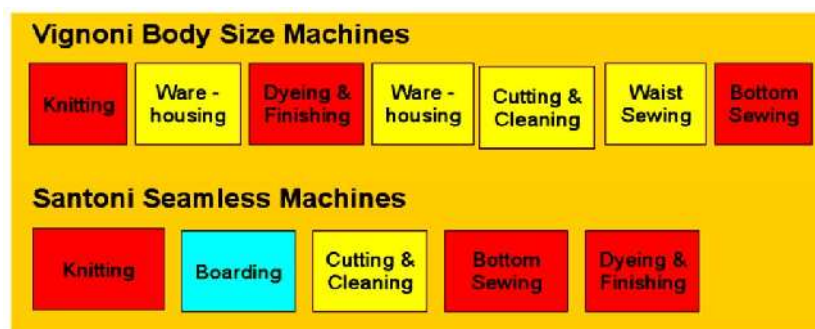 Vignoni Body Size Machines
Knitting
Ware -
housing
Dyeing &
Finishing
Ware -
housing
Cutting &
Cleaning
Waist
Sewing
Bottom
Sewing
Santoni Seamless Machines
Knitting
Boarding
Cutting &
Cleaning
Bottom
Sewing
Dyeing &
Finishing